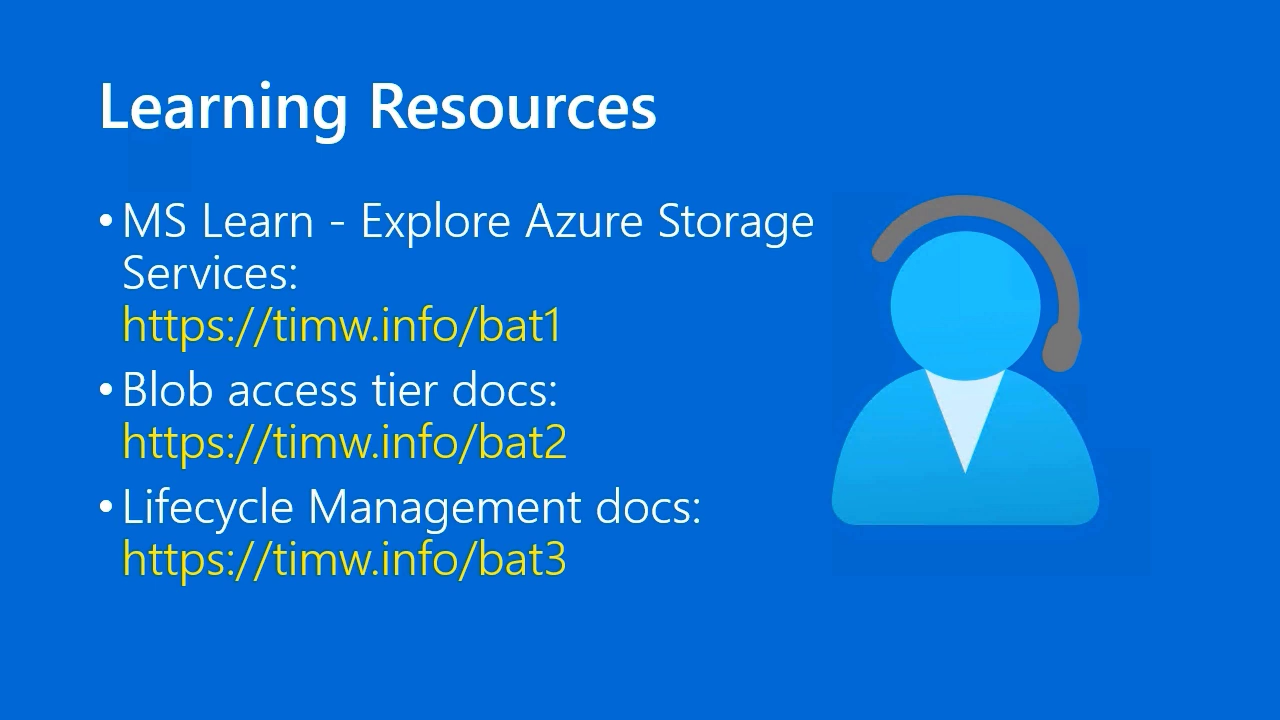 Learning Resources
• MS Learn - Explore Azure Storage
Services:
https://timw.info/bat1
• Blob access tier docs:
https://timw.info/bat2
• Lifecycle Management docs:
https://timw.info/bat3